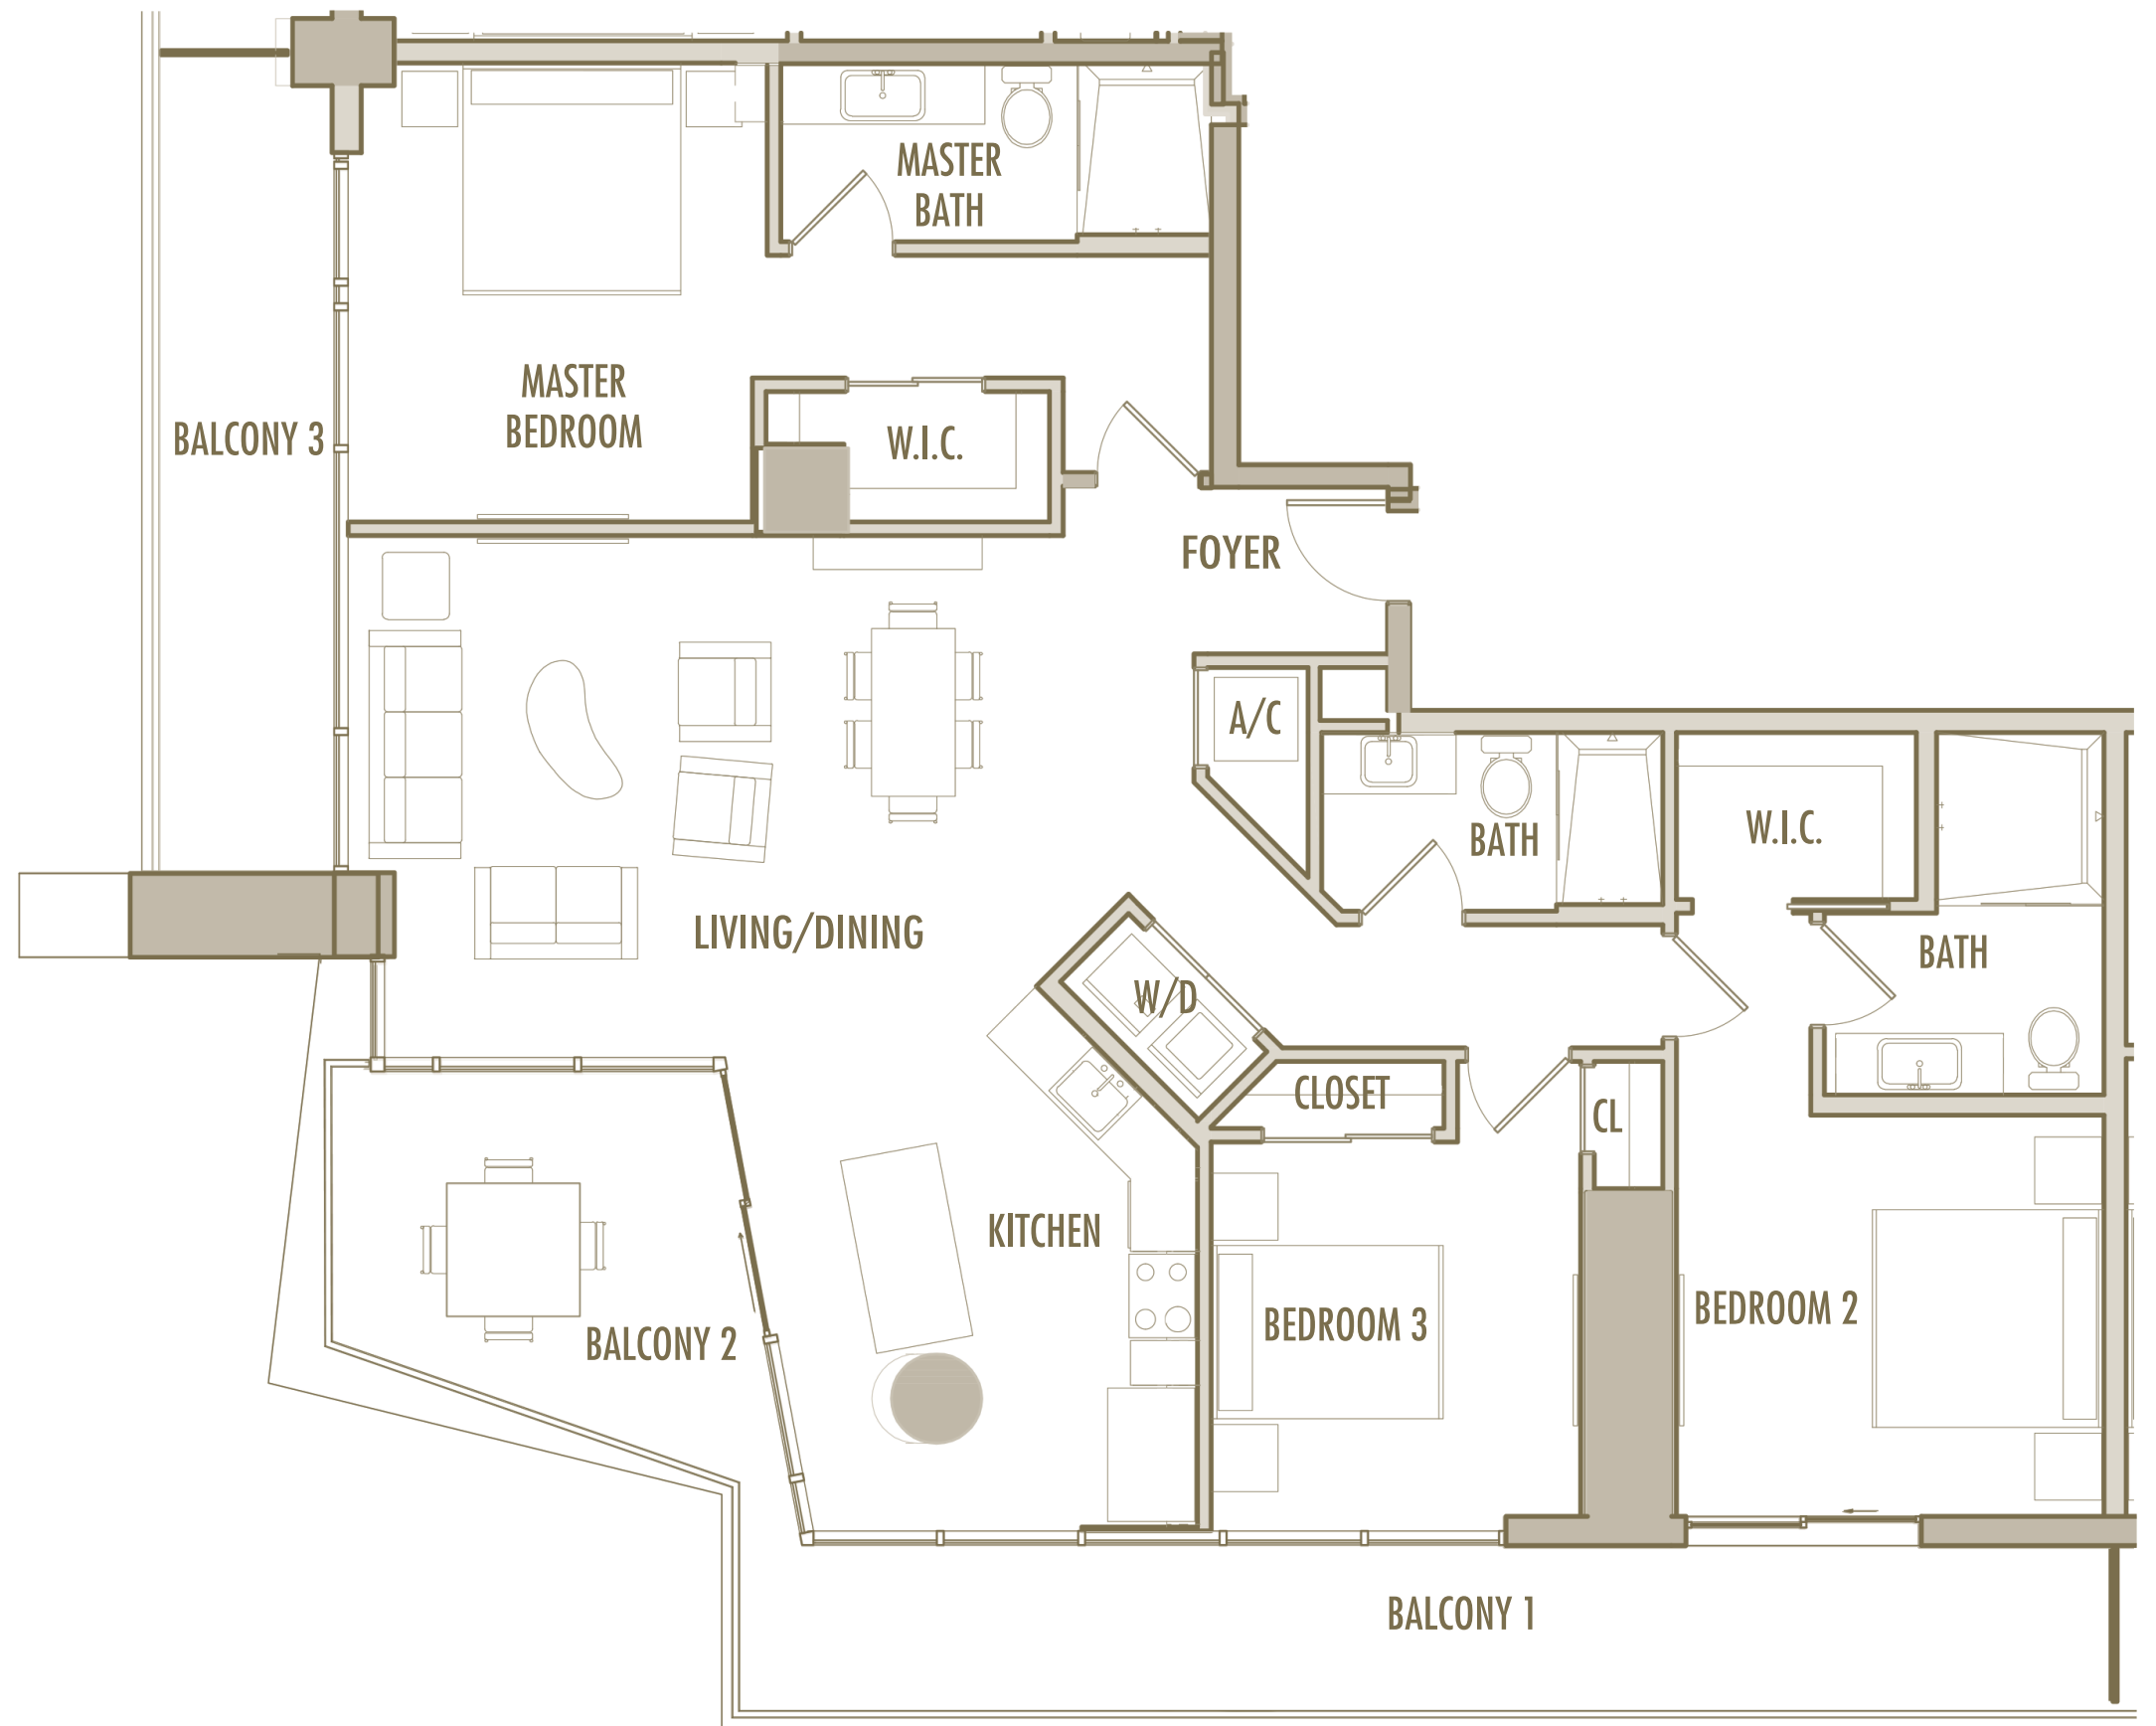 MASTER
BATH
MASTER
BEDROOM
BALCONY 3
W.I.C.
FOYER
A/C
BATH
W.I.C.
LIVING/DINING
BATH
W/D
CLOSET
CL
KITCHEN
BEDROOM 3
BEDROOM 2
BALCONY 2
BALCONY 1